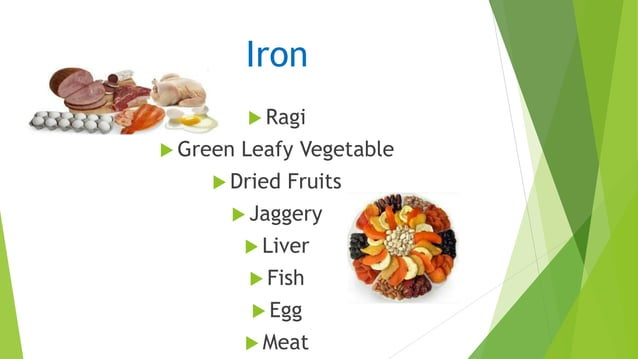 Iron
Ragi
Green Leafy Vegetable
Dried Fruits
Jaggery
Liver
Fish
Egg
Meat